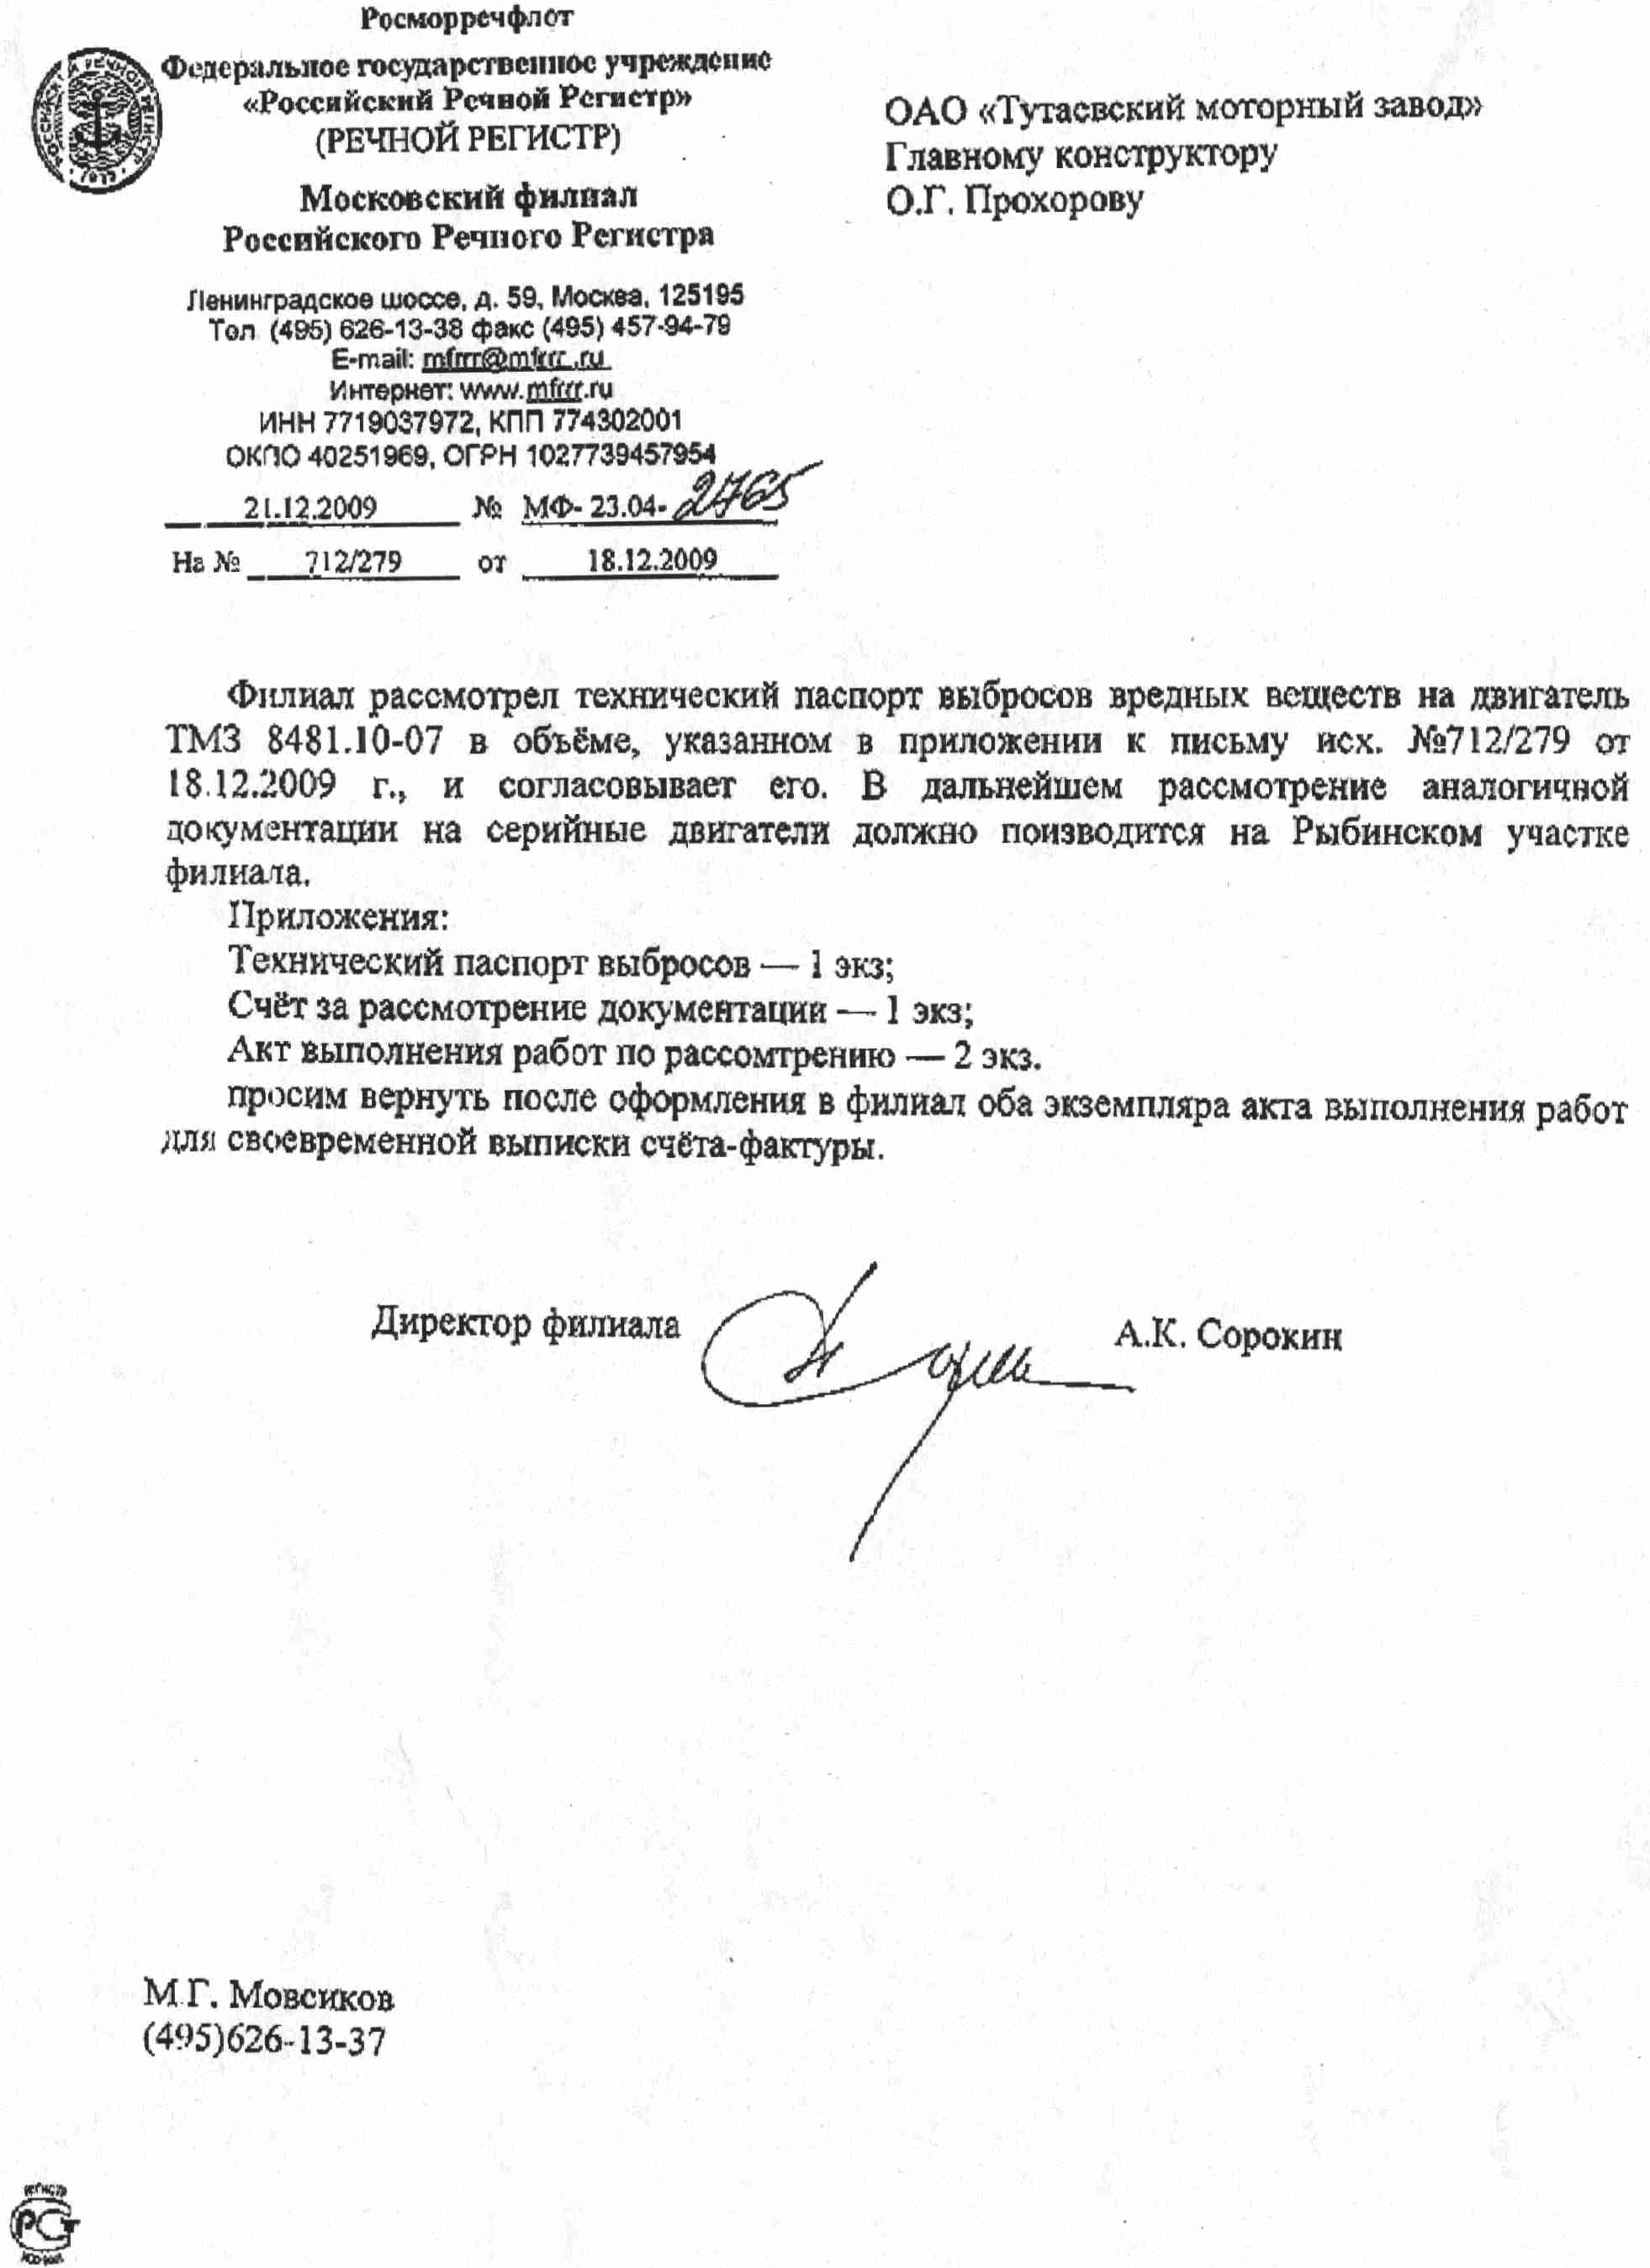 Росморречфлот
Федеральное государственное учреждение
«Российский Речной Регистр»
(РЕЧНОЙ РЕГИСТР)
Московский филиал
Российского Речного Регистра
Ленинградское шоссе, д. 59, Москва, 125195
Тел (495) 626-13-38 факс (495) 457-94-79
E-mail: mfrrr@mfrrr.ru
Интернет: www.mfrrr.ru
ИНН 7719037972, КПП 774302001
ОКПО 40251969, ОГРН 1027739457954
21.12.2009 № МФ- 23.04- 2765
На № 712/279 от 18.12.2009
ОАО «Тутаевский моторный завод»
Главному конструктору
О.Г. Прохорову
Филиал рассмотрел технический паспорт выбросов вредных веществ на двигатель
ТМЗ 8481.10-07 в объёме, указанном в приложении к письму исх. №712/279 от
18.12.2009 г., и согласовывает его. В дальнейшем рассмотрение аналогичной
документации на серийные двигатели должно поизводится на Рыбинском участке
филиала.
Приложения:
Технический паспорт выбросов — 1 экз;
Счёт за рассмотрение документации — 1 экз;
Акт выполнения работ по рассомтрению — 2 экз.
просим вернуть после оформления в филиал оба экземпляра акта выполнения работ
для своевременной выписки счёта-фактуры.
Директор филиала А.К. Сорокин
М.Г. Мовсиков
(495)626-13-37
РЕГИСТР
РСТ